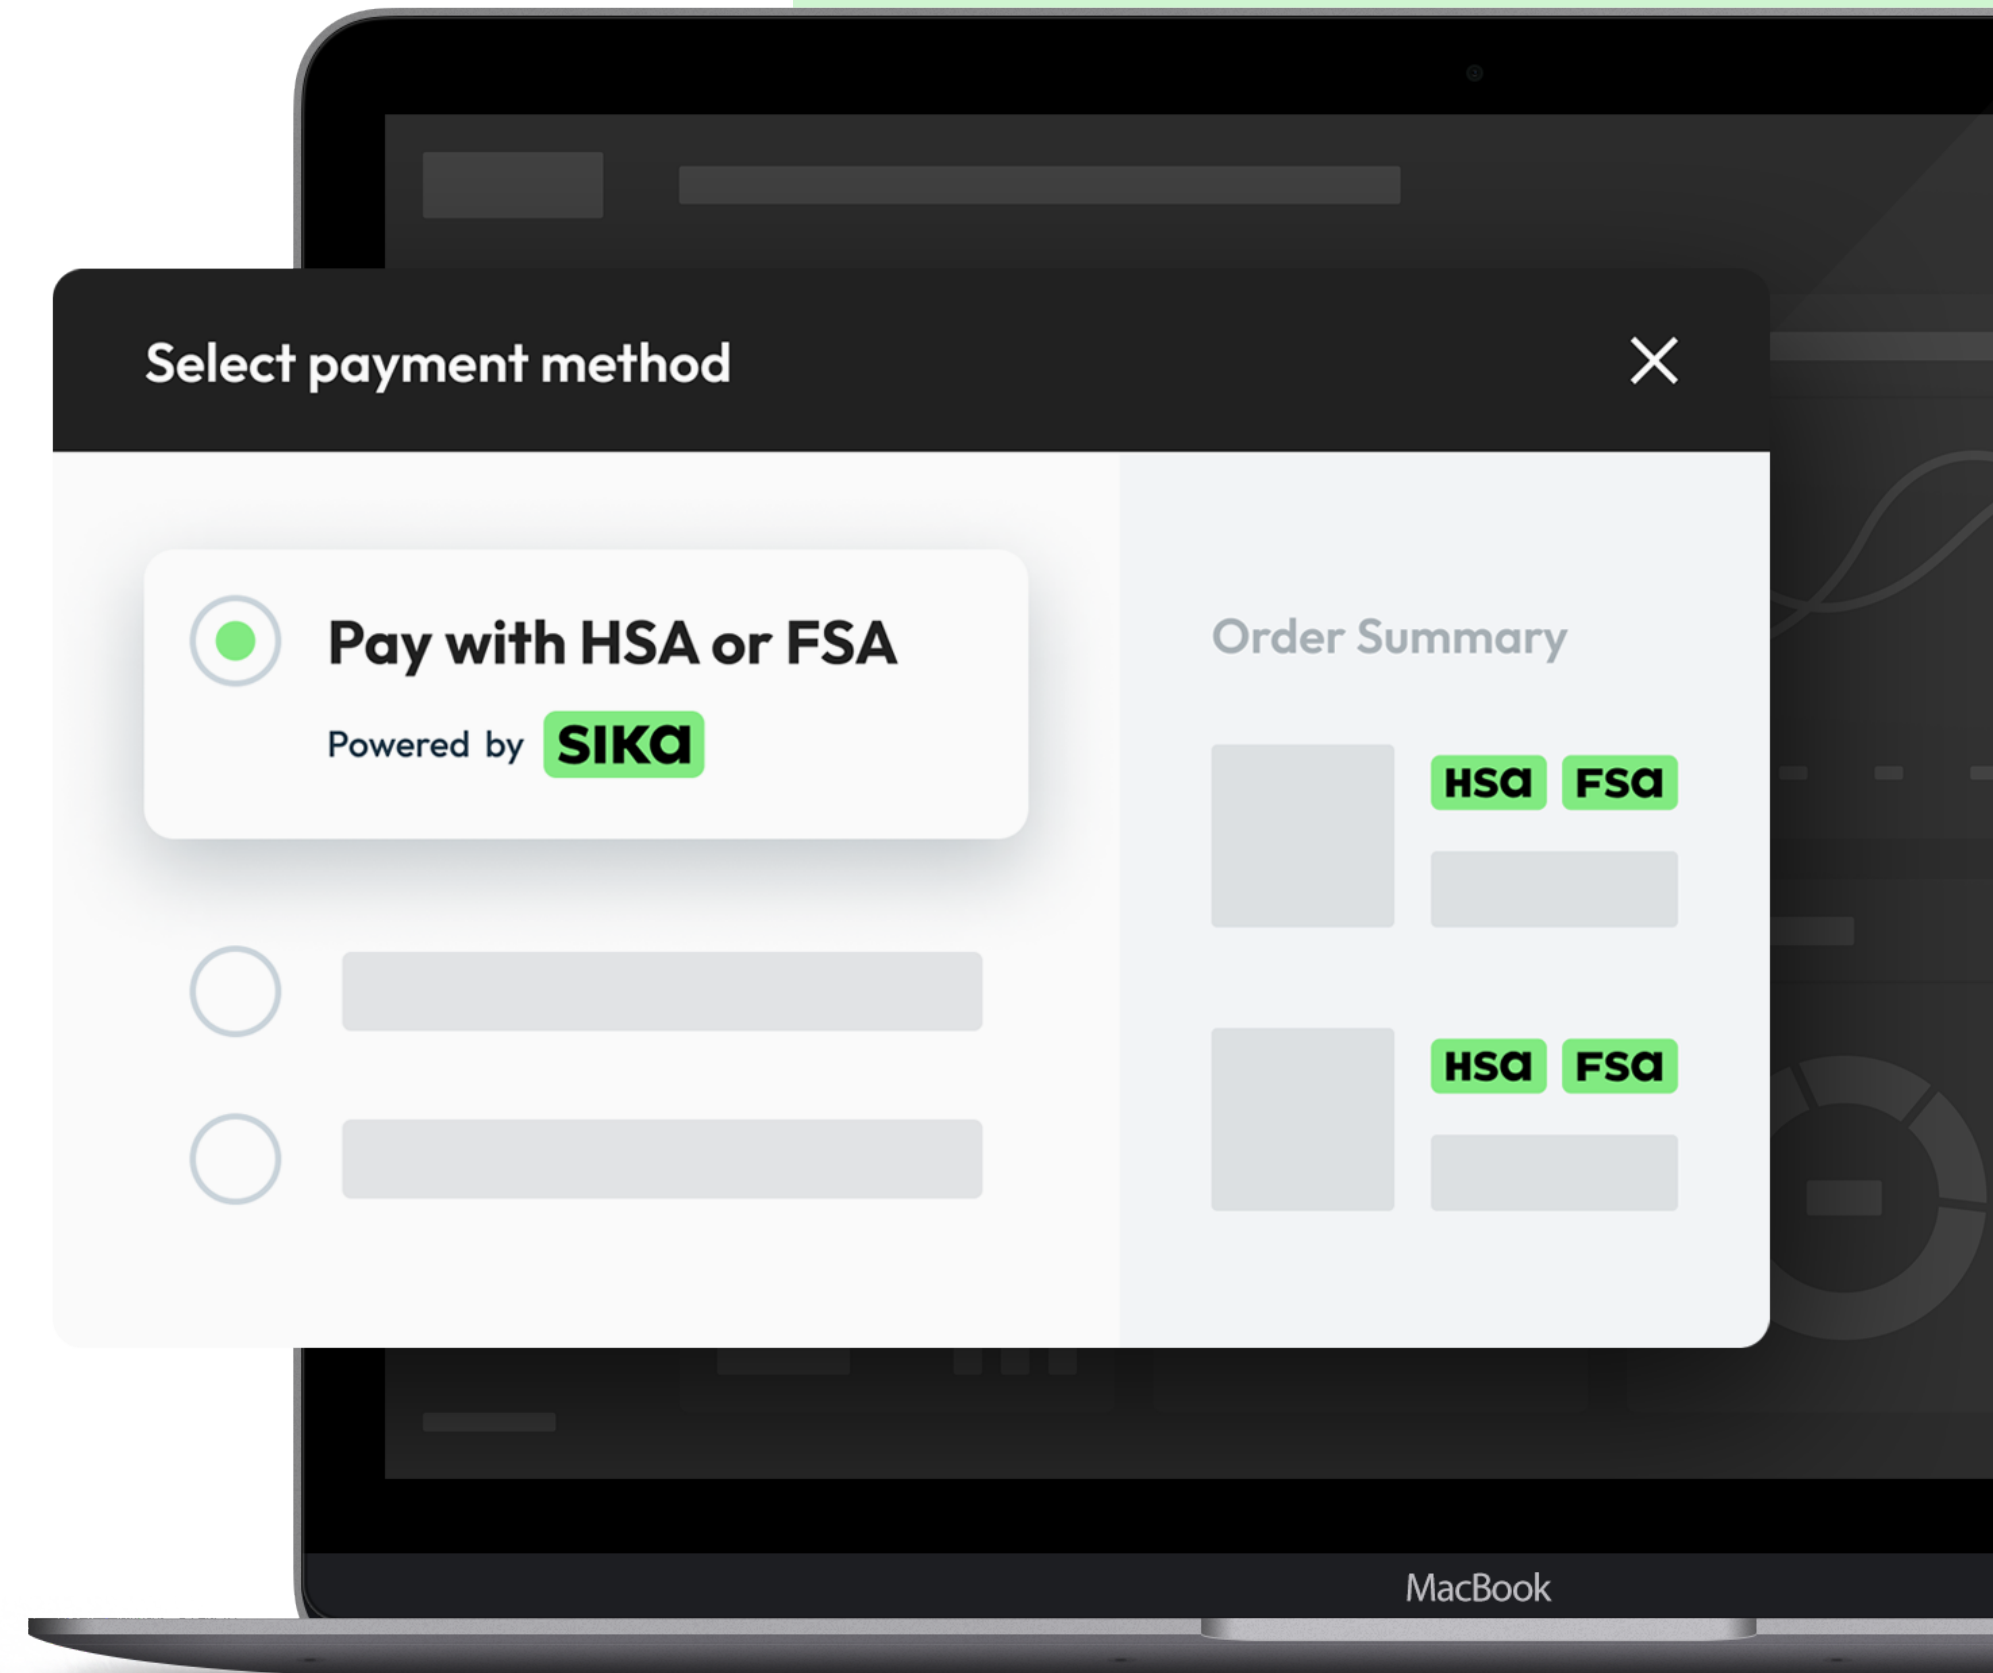 Select payment method
Pay with HSA or FSA
Powered by SIKa
Order Summary
HSa FSa
HSa FSa
MacBook